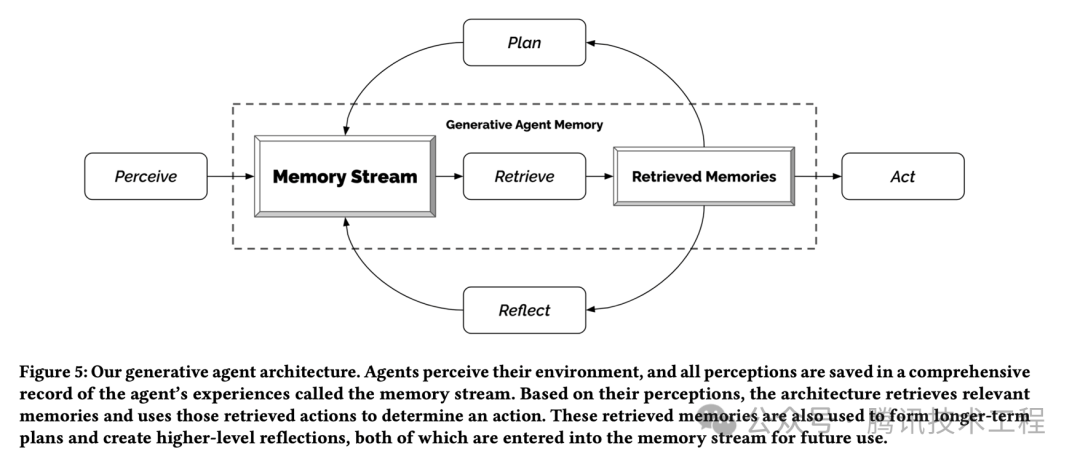 Plan
Generative Agent Memory
Perceive
Memory Stream
Retrieve
Retrieved Memories
Act
Reflect
Figure 5: Our generative agent architecture. Agents perceive their environment, and all perceptions are saved in a comprehensive
record of the agent's experiences called the memory stream. Based on their perceptions, the architecture retrieves relevant
memories and uses those retrieved actions to determine an action. These retrieved memories are also used to form longer-term
plans and create higher-level reflections, both of which are entered into the memory stream for future use.
公众号 腾讯技术工程